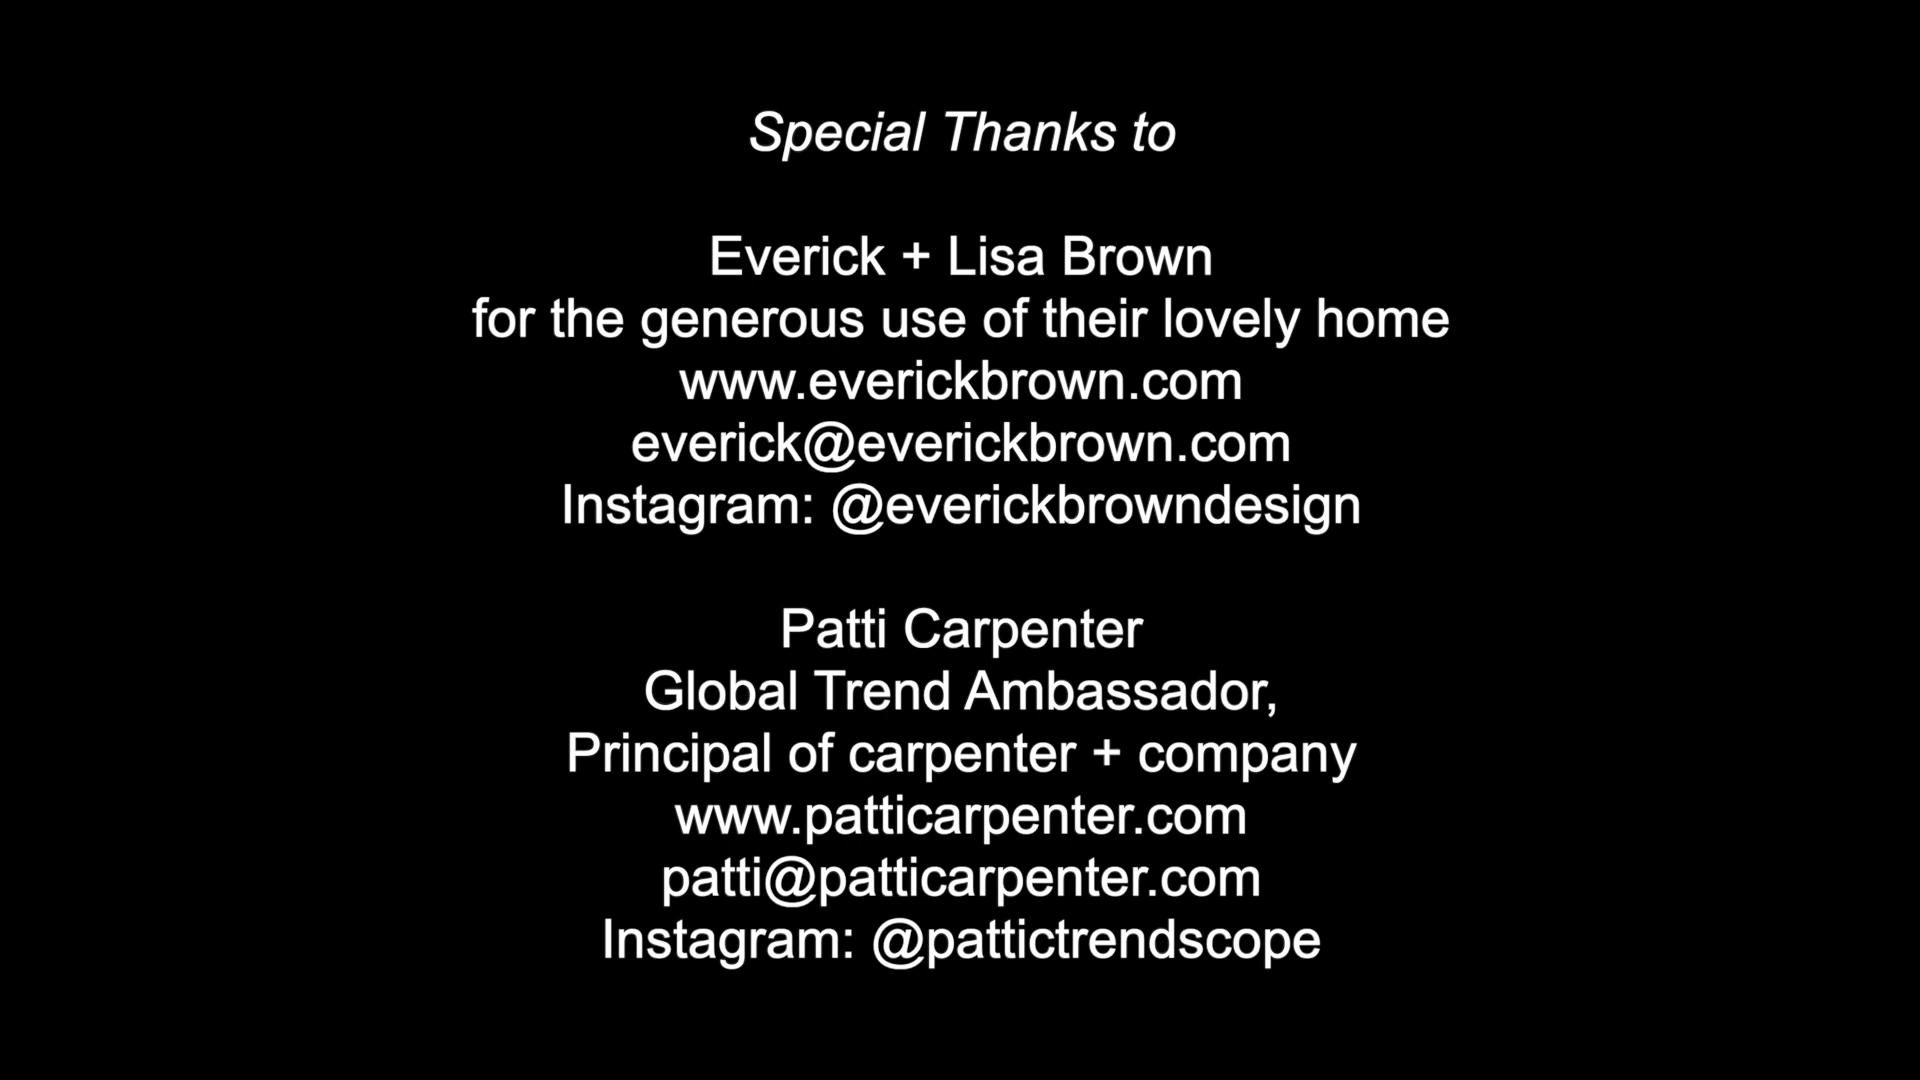 Special Thanks to
Everick + Lisa Brown
for the generous use of their lovely home
www.everickbrown.com
everick@everickbrown.com
Instagram: @everickbrowndesign
Patti Carpenter
Global Trend Ambassador,
Principal of carpenter + company
www.patticarpenter.com
patti@patticarpenter.com
Instagram: @pattictrendscope